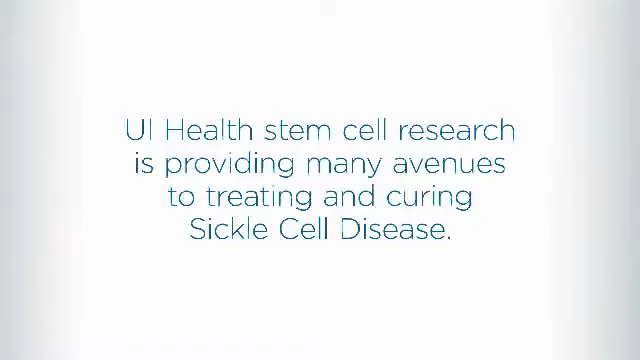 UI Health stem cell research
is providing many avenues
to treating and curing
Sickle Cell Disease.